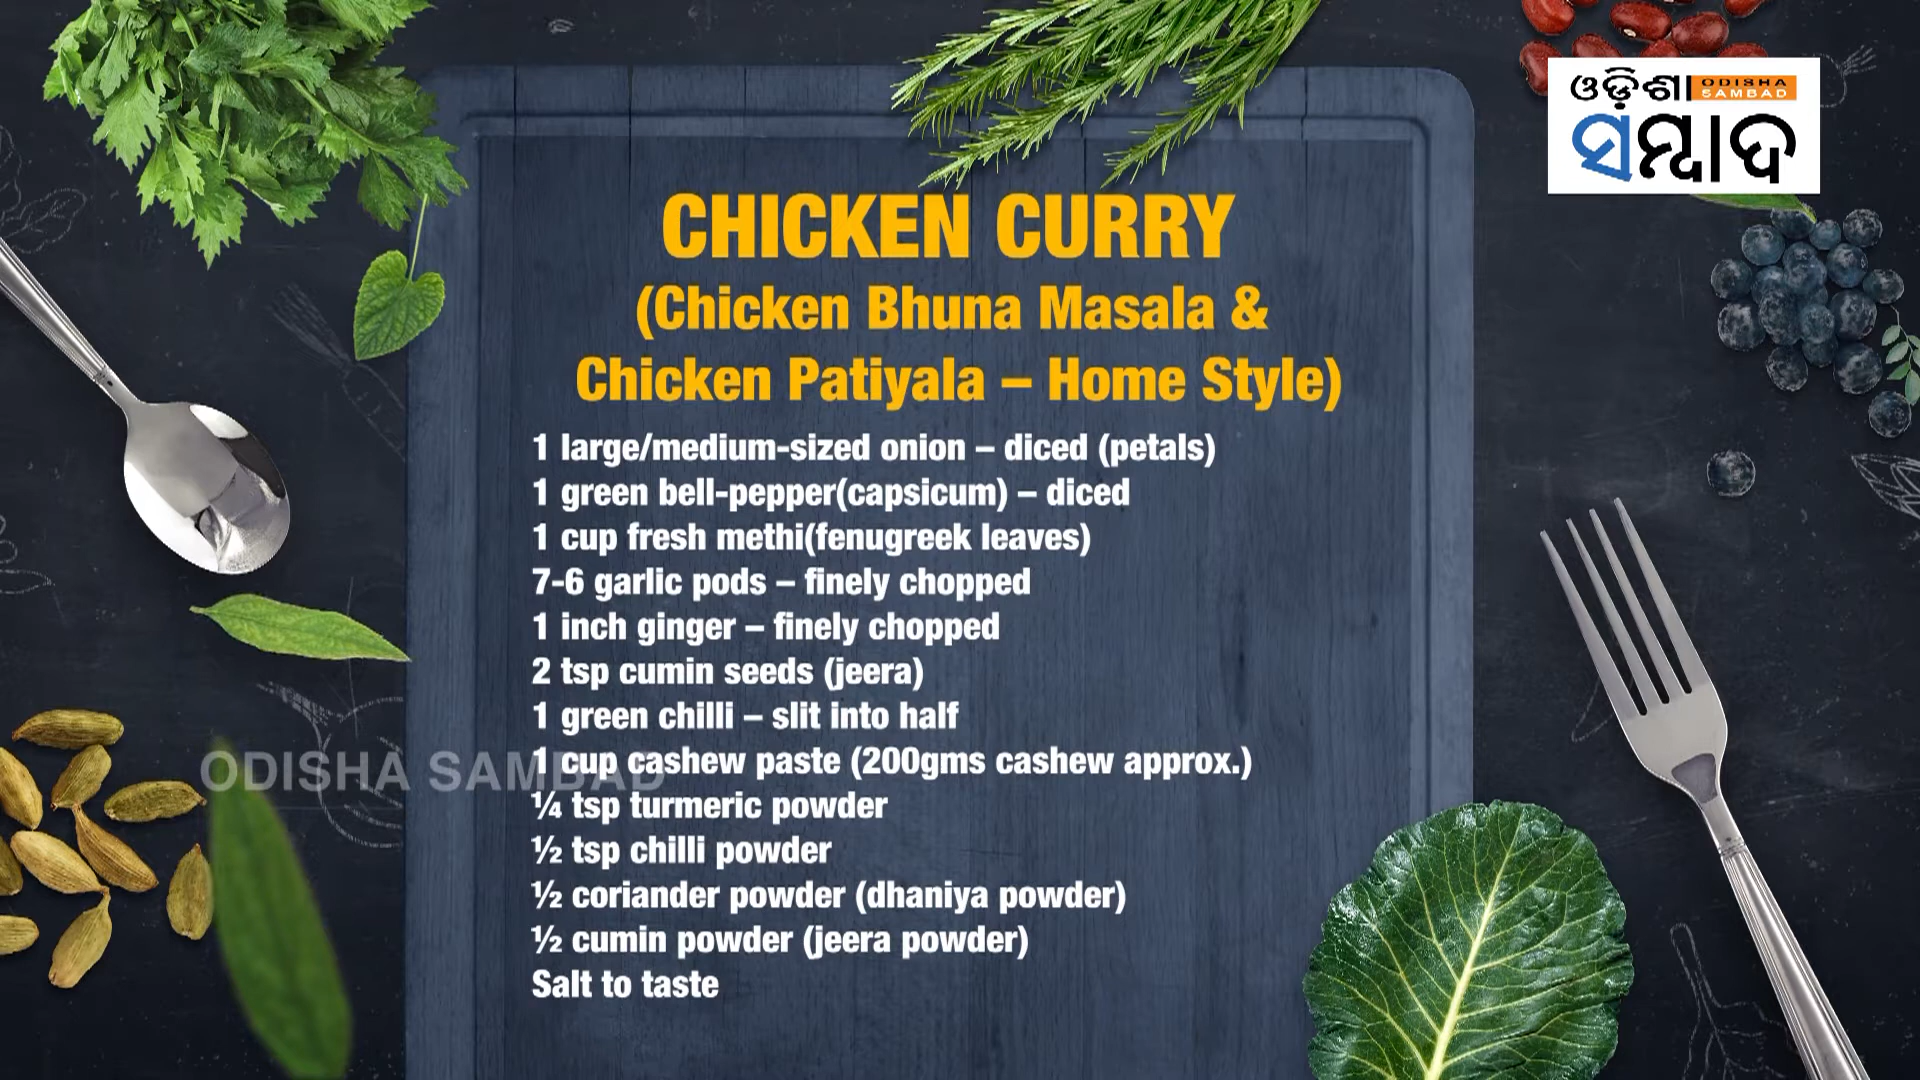 ଓଡ଼ିଶା ODISHA
SAMBAD
ସମ୍ବାଦ
CHICKEN CURRY
(Chicken Bhuna Masala &
Chicken Patiyala – Home Style)
1 large/medium-sized onion – diced (petals)
1 green bell-pepper(capsicum) – diced
1 cup fresh methi(fenugreek leaves)
7-6 garlic pods – finely chopped
1 inch ginger – finely chopped
2 tsp cumin seeds (jeera)
1 green chilli – slit into half
1 cup cashew paste (200gms cashew approx.)
ODISHA SAMBAD
¼ tsp turmeric powder
½ tsp chilli powder
½ coriander powder (dhaniya powder)
½ cumin powder (jeera powder)
Salt to taste